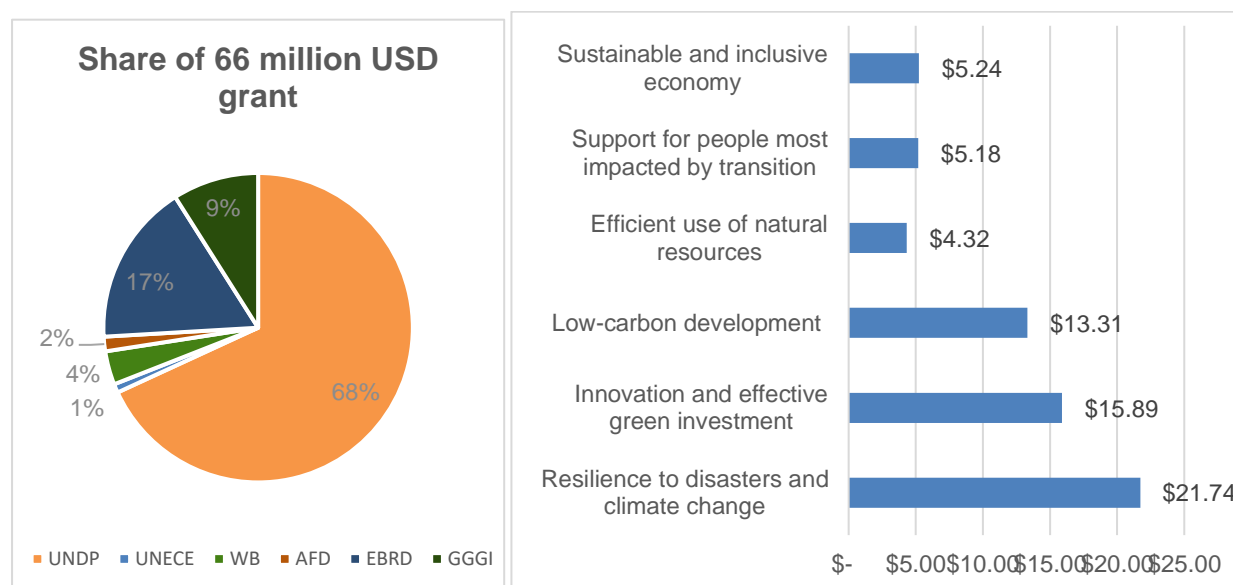 Share of 66 million USD
grant
9%
17%
2%
4%
1%
68%
UNDP UNECE WB AFD EBRD GGGI
Sustainable and inclusive
economy
$5.24
Support for people most
impacted by transition
$5.18
Efficient use of natural
resources
$4.32
Low-carbon development
$13.31
Innovation and effective
green investment
$15.89
Resilience to disasters and
climate change
$21.74
$- $5.00 $10.00 $15.00 $20.00 $25.00